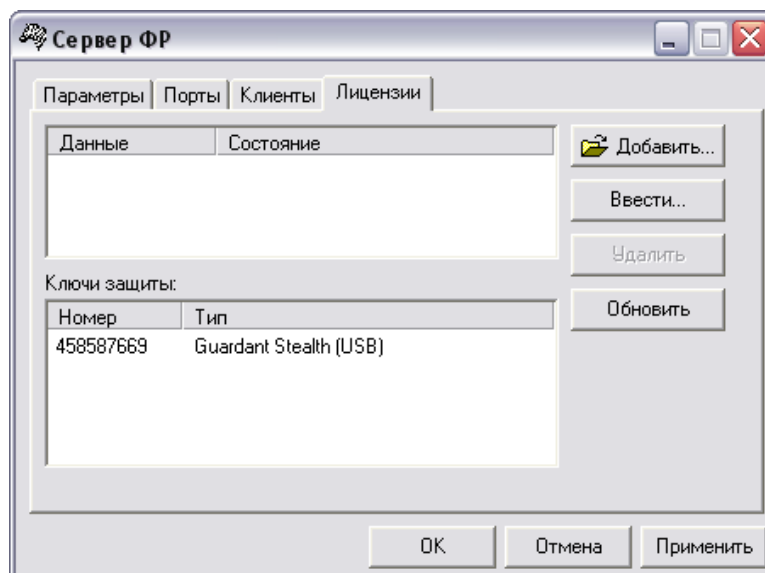 Сервер ФР
Параметры Порты Клиенты Лицензии
Данные Состояние
Добавить...
Ввести...
Удалить
Ключи защиты:
Обновить
Номер Тип
458587669 Guardant Stealth (USB)
OK Отмена Применить